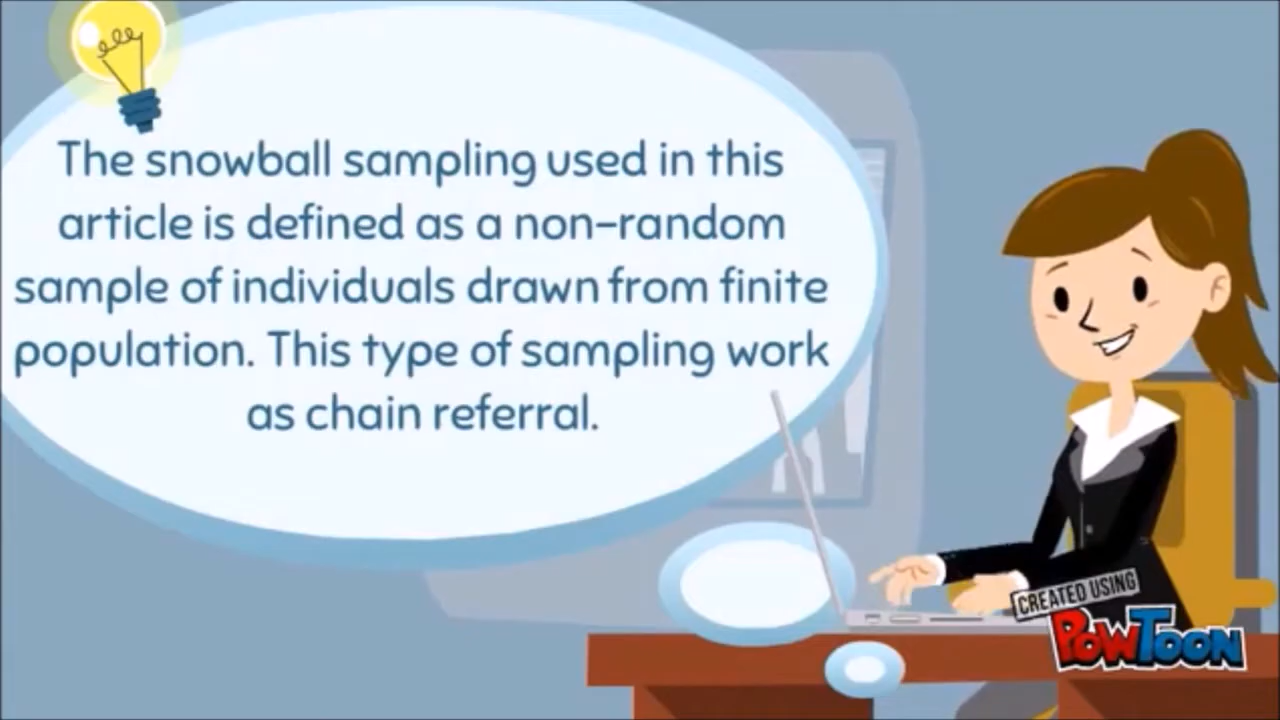 The snowball sampling used in this
article is defined as a non-random
sample of individuals drawn from finite
population. This type of sampling work
as chain referral.
CREATED USING
POWTOON